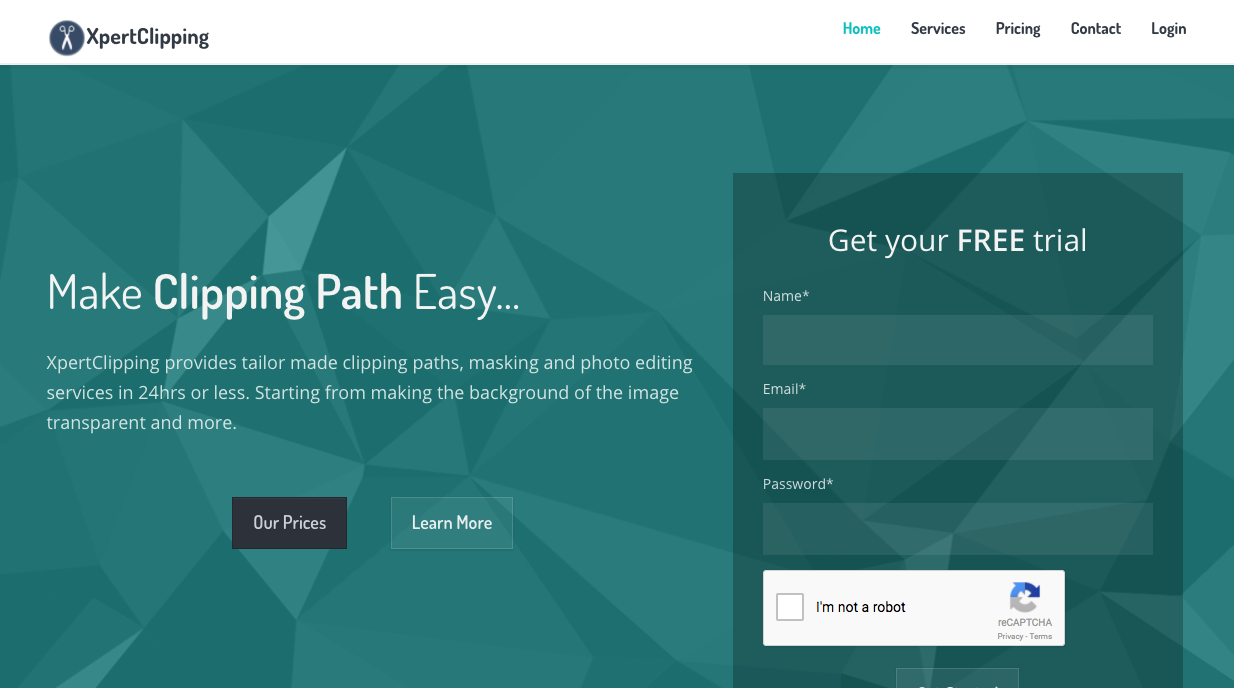 XpertClipping
Home Services Pricing Contact Login
Make Clipping Path Easy...
XpertClipping provides tailor made clipping paths, masking and photo editing
services in 24hrs or less. Starting from making the background of the image
transparent and more.
Our Prices Learn More
Get your FREE trial
Name*
Email*
Password*
I'm not a robot
reCAPTCHA
Privacy - Terms